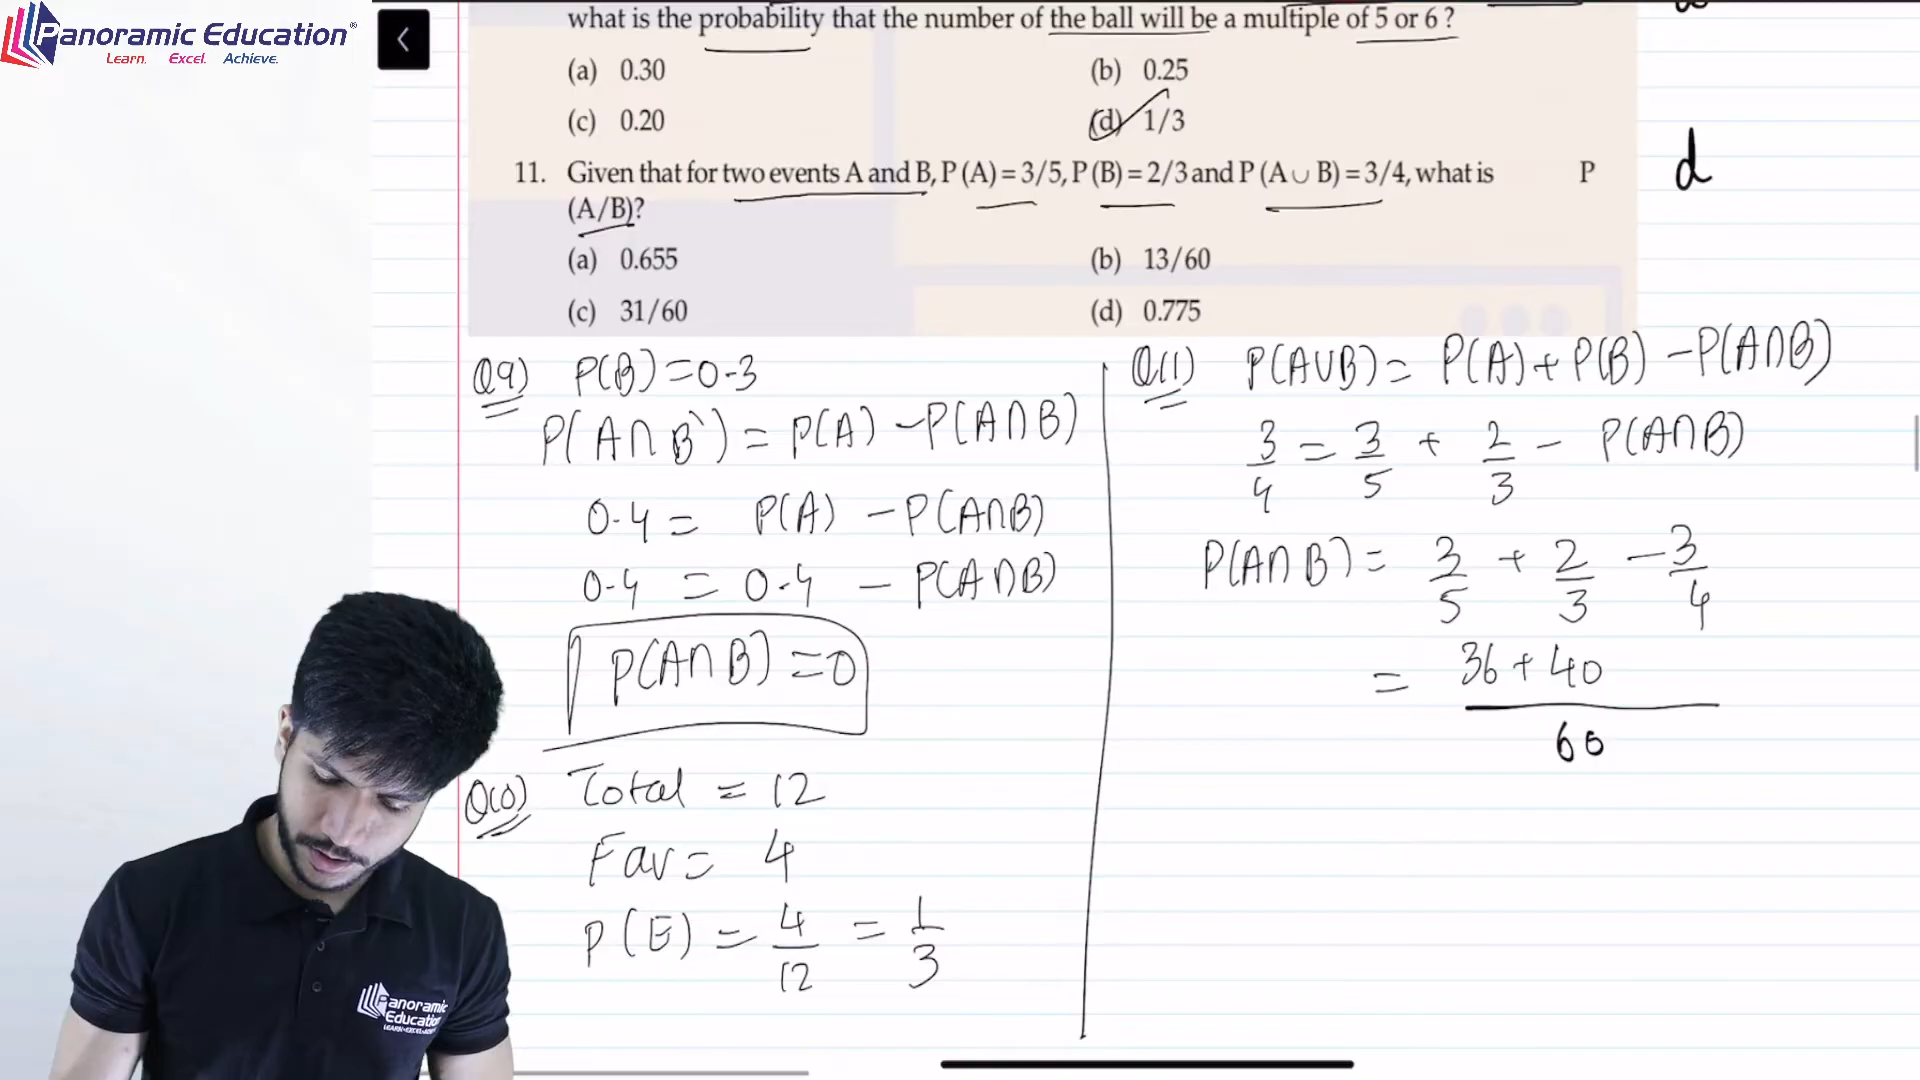 Panoramic Education®
Learn. Excel. Achieve.
what is the probability that the number of the ball will be a multiple of 5 or 6 ?
(a) 0.30
(b) 0.25
(c) 0.20
(d) 1/3
11. Given that for two events A and B, P (A) = 3/5, P (B) = 2/3 and P (A ∪ B) = 3/4, what is P
(A/B)?
d
(a) 0.655
(b) 13/60
(c) 31/60
(d) 0.775
Q9) P(B) = 0.3
P(A∩B') = P(A) - P(A∩B)
0.4 = P(A) - P(A∩B)
0.4 = 0.4 - P(A∩B)
P(A∩B) = 0
Q10) Total = 12
Fav = 4
P(E) = 4/12 = 1/3
Q11) P(A∪B) = P(A) + P(B) - P(A∩B)
3/4 = 3/5 + 2/3 - P(A∩B)
P(A∩B) = 3/5 + 2/3 - 3/4
= 36 + 40
60
Panoramic
Education
LEARN•EXCEL•ACHIEVE